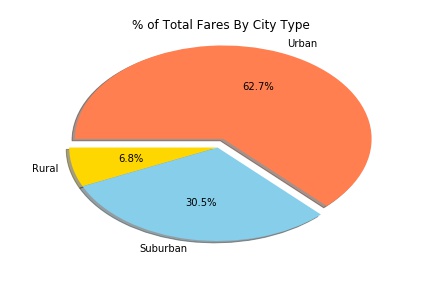 % of Total Fares By City Type
Urban
62.7%
6.8%
Rural
30.5%
Suburban